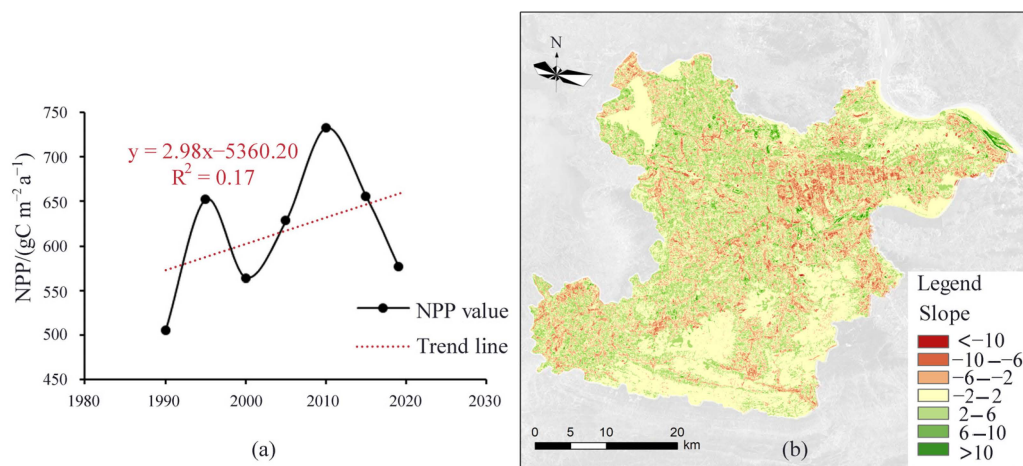 750
700
650
600
550
500
450
NPP/(gC m⁻² a⁻¹)
y = 2.98x−5360.20
R² = 0.17
NPP value
Trend line
1980
1990
2000
2010
2020
2030
(a)
N
Legend
Slope
<−10
−10−−6
−6−−2
−2−2
2−6
6−10
>10
0 5 10 20
km
(b)